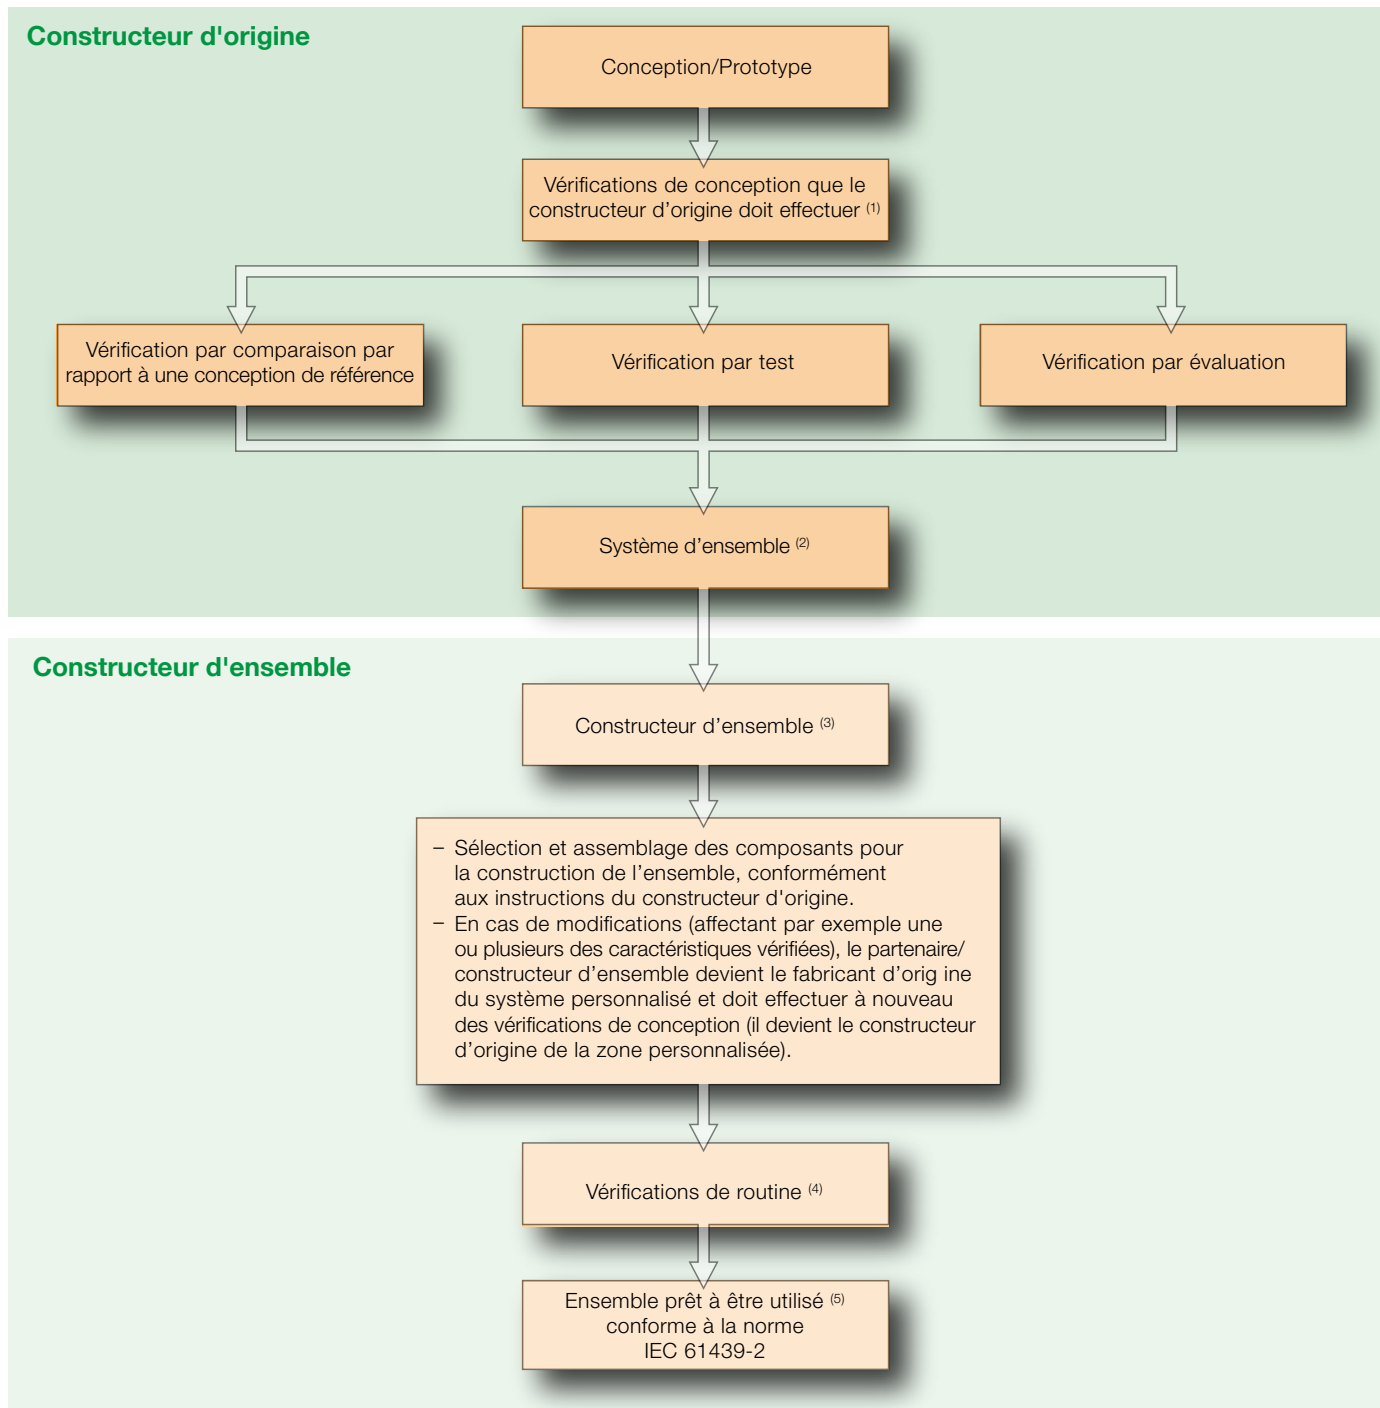 Constructeur d'origine
Conception/Prototype
Vérifications de conception que le
constructeur d’origine doit effectuer (1)
Vérification par comparaison par
rapport à une conception de référence
Vérification par test
Vérification par évaluation
Système d’ensemble (2)
Constructeur d'ensemble
Constructeur d’ensemble (3)
– Sélection et assemblage des composants pour
la construction de l’ensemble, conformément
aux instructions du constructeur d'origine.
– En cas de modifications (affectant par exemple une
ou plusieurs des caractéristiques vérifiées), le partenaire/
constructeur d’ensemble devient le fabricant d’orig ine
du système personnalisé et doit effectuer à nouveau
des vérifications de conception (il devient le constructeur
d’origine de la zone personnalisée).
Vérifications de routine (4)
Ensemble prêt à être utilisé (5)
conforme à la norme
IEC 61439-2